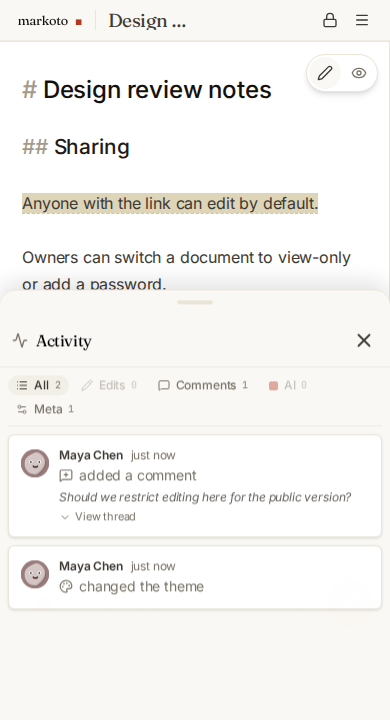 markoto
Design ...
# Design review notes
## Sharing
Anyone with the link can edit by default.
Owners can switch a document to view-only
or add a password.
Activity
All 2 Edits 0 Comments 1 AI 0
Meta 1
Maya Chen just now
added a comment
Should we restrict editing here for the public version?
View thread
Maya Chen just now
changed the theme